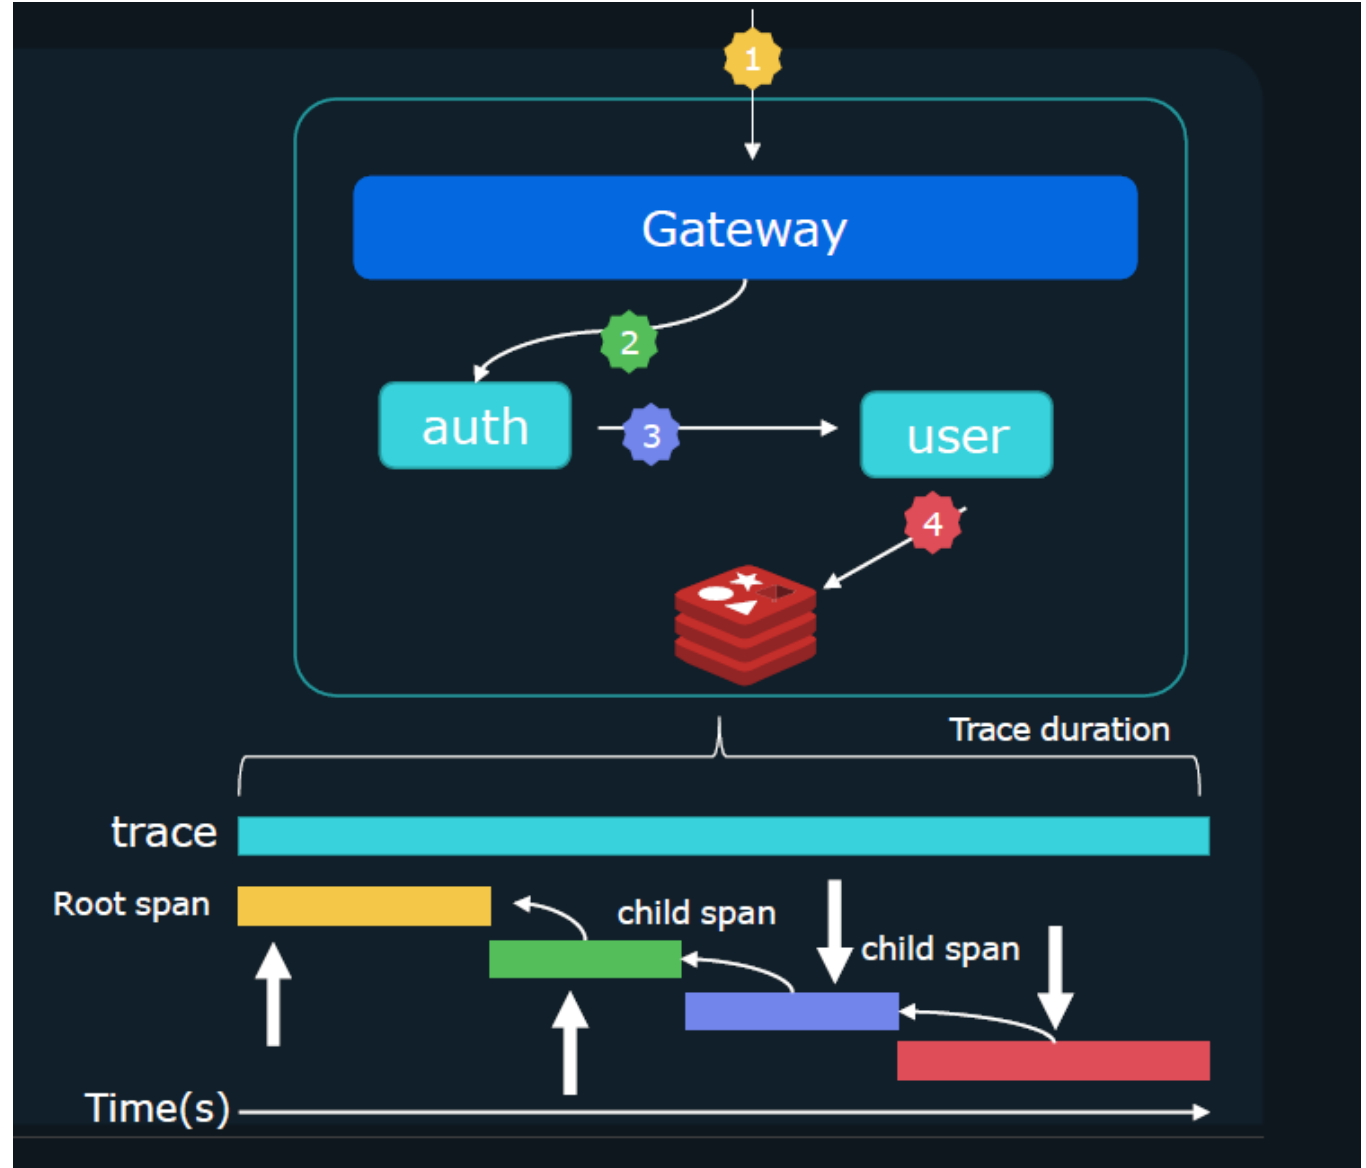 1
Gateway
2
auth
3
user
4
Trace duration
trace
Root span
child span
child span
Time(s)